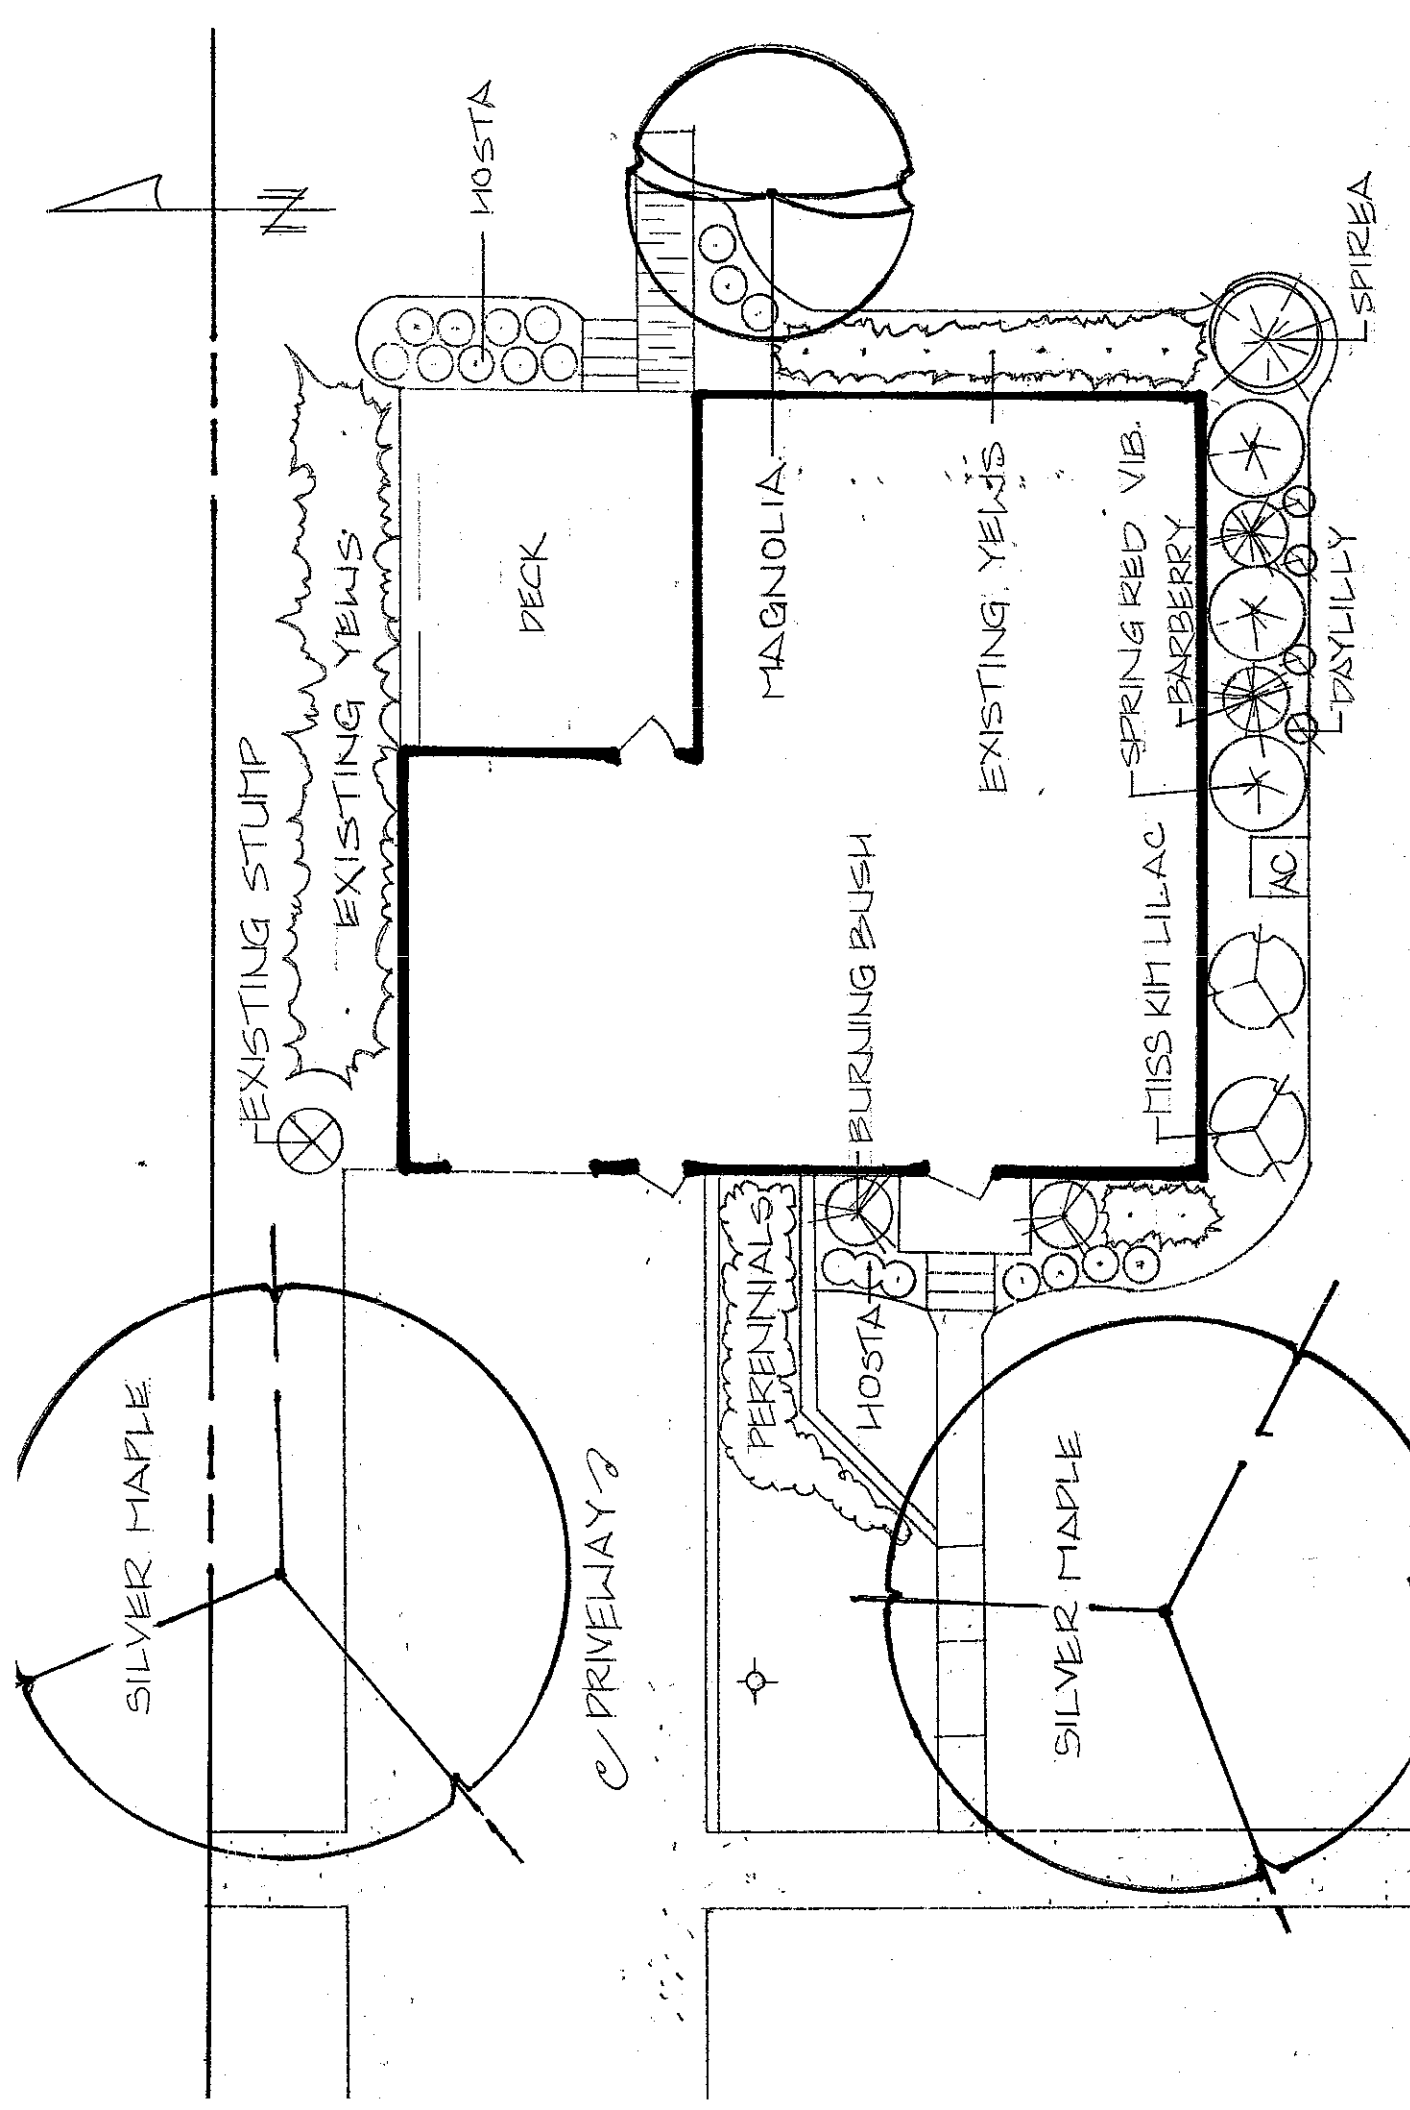 N
HOSTA
EXISTING STUMP
EXISTING YEWS
DECK
MAGNOLIA
EXISTING YEWS
SPRING RED VIB.
BARBERRY
SPIREA
DAYLILLY
MISS KIM LILAC
AC
BURNING BUSH
PERENNIALS
HOSTA
SILVER MAPLE
DRIVEWAY
SILVER MAPLE